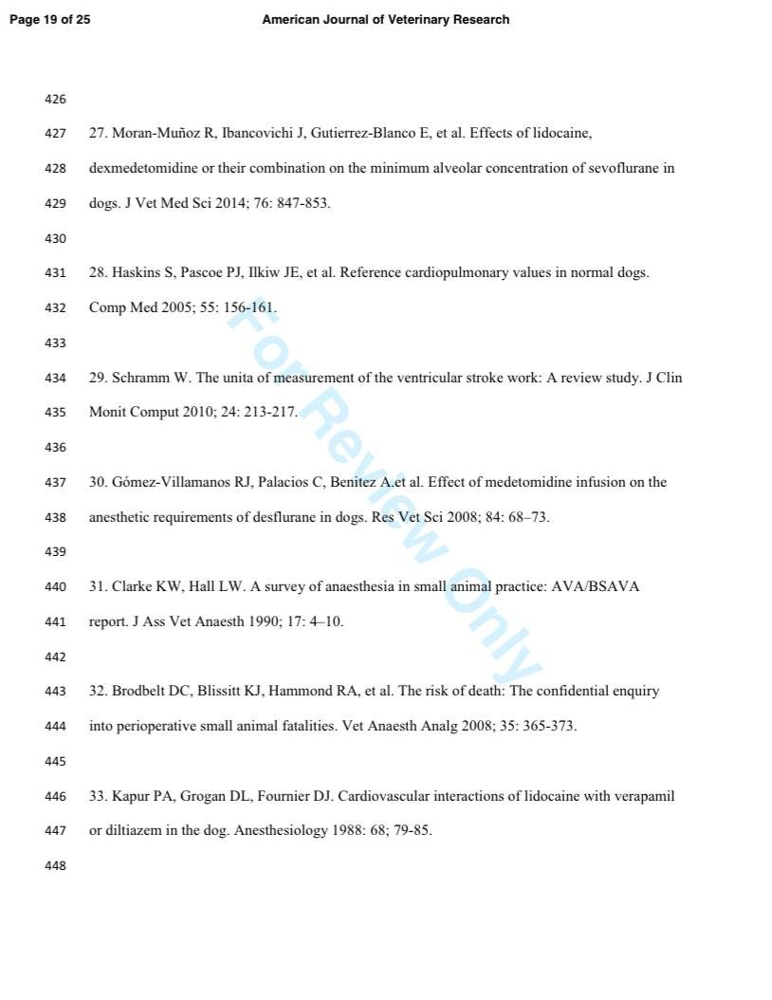 Page 19 of 25 American Journal of Veterinary Research
426
427 27. Moran-Muñoz R, Ibancovichi J, Gutierrez-Blanco E, et al. Effects of lidocaine,
428 dexmedetomidine or their combination on the minimum alveolar concentration of sevoflurane in
429 dogs. J Vet Med Sci 2014; 76: 847-853.
430
431 28. Haskins S, Pascoe PJ, Ilkiw JE, et al. Reference cardiopulmonary values in normal dogs.
432 Comp Med 2005; 55: 156-161.
433
434 29. Schramm W. The unita of measurement of the ventricular stroke work: A review study. J Clin
435 Monit Comput 2010; 24: 213-217.
436
437 30. Gómez-Villamanos RJ, Palacios C, Benitez A.et al. Effect of medetomidine infusion on the
438 anesthetic requirements of desflurane in dogs. Res Vet Sci 2008; 84: 68–73.
439
440 31. Clarke KW, Hall LW. A survey of anaesthesia in small animal practice: AVA/BSAVA
441 report. J Ass Vet Anaesth 1990; 17: 4–10.
442
443 32. Brodbelt DC, Blissitt KJ, Hammond RA, et al. The risk of death: The confidential enquiry
444 into perioperative small animal fatalities. Vet Anaesth Analg 2008; 35: 365-373.
445
446 33. Kapur PA, Grogan DL, Fournier DJ. Cardiovascular interactions of lidocaine with verapamil
447 or diltiazem in the dog. Anesthesiology 1988: 68; 79-85.
448
For Review Only